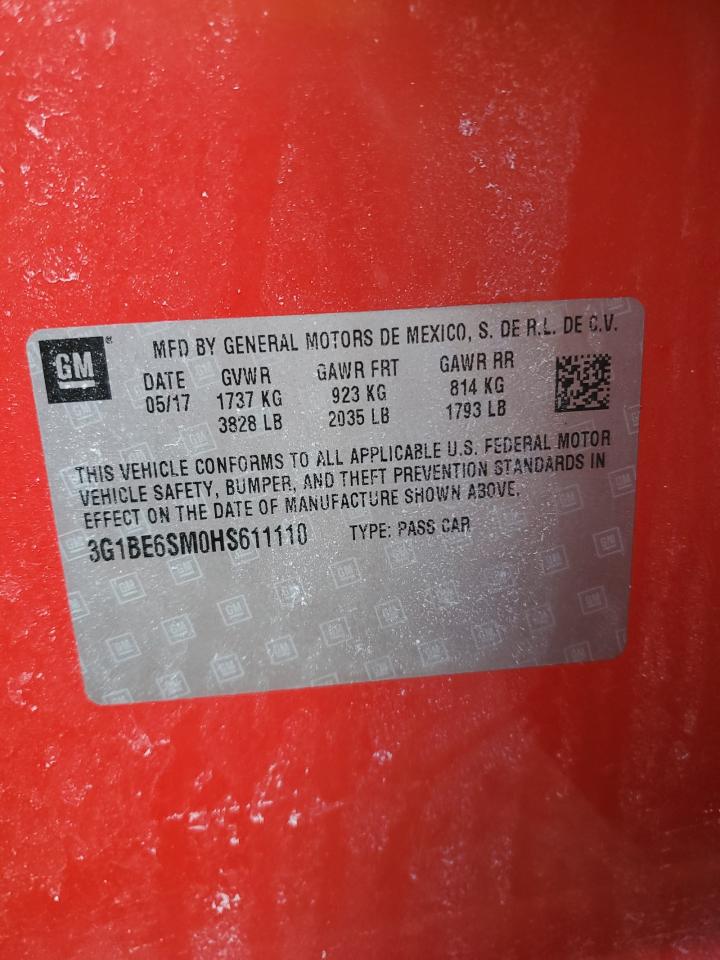 GM
MFD BY GENERAL MOTORS DE MEXICO, S. DE R.L. DE C.V.
DATE GVWR GAWR FRT GAWR RR
05/17 1737 KG 923 KG 814 KG
3828 LB 2035 LB 1793 LB
THIS VEHICLE CONFORMS TO ALL APPLICABLE U.S. FEDERAL MOTOR
VEHICLE SAFETY, BUMPER, AND THEFT PREVENTION STANDARDS IN
EFFECT ON THE DATE OF MANUFACTURE SHOWN ABOVE.
3G1BE6SM0HS611110 TYPE: PASS CAR